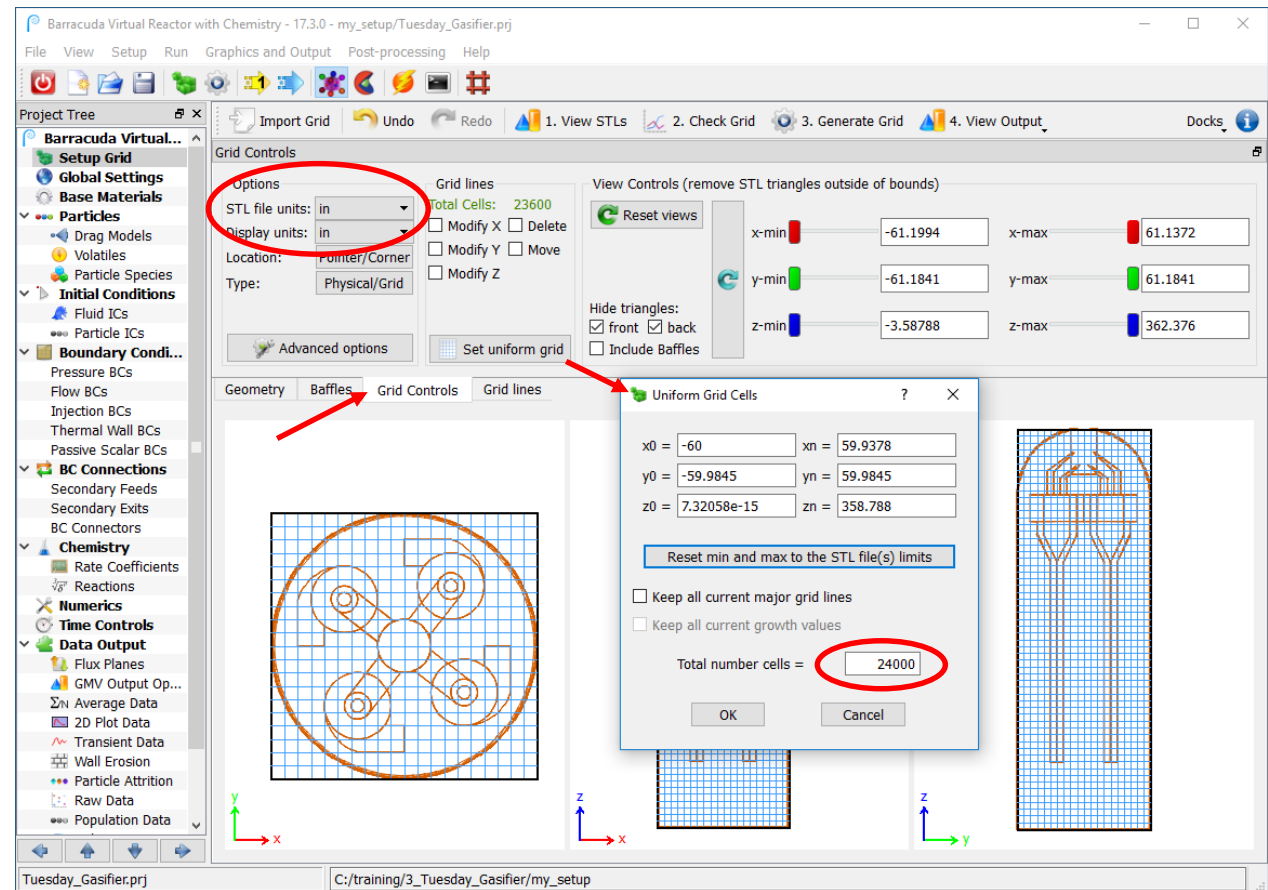 Barracuda Virtual Reactor with Chemistry - 17.3.0 - my_setup/Tuesday_Gasifier.prj
File View Setup Run Graphics and Output Post-processing Help
Project Tree
Import Grid Undo Redo 1. View STLs 2. Check Grid 3. Generate Grid 4. View Output Docks
Barracuda Virtual...
Setup Grid
Global Settings
Base Materials
Particles
Drag Models
Volatiles
Particle Species
Initial Conditions
Fluid ICs
Particle ICs
Boundary Condi...
Pressure BCs
Flow BCs
Injection BCs
Thermal Wall BCs
Passive Scalar BCs
BC Connections
Secondary Feeds
Secondary Exits
BC Connectors
Chemistry
Rate Coefficients
Reactions
Numerics
Time Controls
Data Output
Flux Planes
GMV Output Op...
Average Data
2D Plot Data
Transient Data
Wall Erosion
Particle Attrition
Raw Data
Population Data
Grid Controls
Options
STL file units: in
Display units: in
Location: Pointer/Corner
Type: Physical/Grid
Advanced options
Grid lines
Total Cells: 23600
Modify X Delete
Modify Y Move
Modify Z
Set uniform grid
View Controls (remove STL triangles outside of bounds)
Reset views
Hide triangles:
front back
Include Baffles
x-min -61.1994 x-max 61.1372
y-min -61.1841 y-max 61.1841
z-min -3.58788 z-max 362.376
Geometry Baffles Grid Controls Grid lines
Uniform Grid Cells ?
x0 = -60 xn = 59.9378
y0 = -59.9845 yn = 59.9845
z0 = 7.32058e-15 zn = 358.788
Reset min and max to the STL file(s) limits
Keep all current major grid lines
Keep all current growth values
Total number cells = 24000
OK Cancel
y
x
z
x
z
y
Tuesday_Gasifier.prj C:/training/3_Tuesday_Gasifier/my_setup